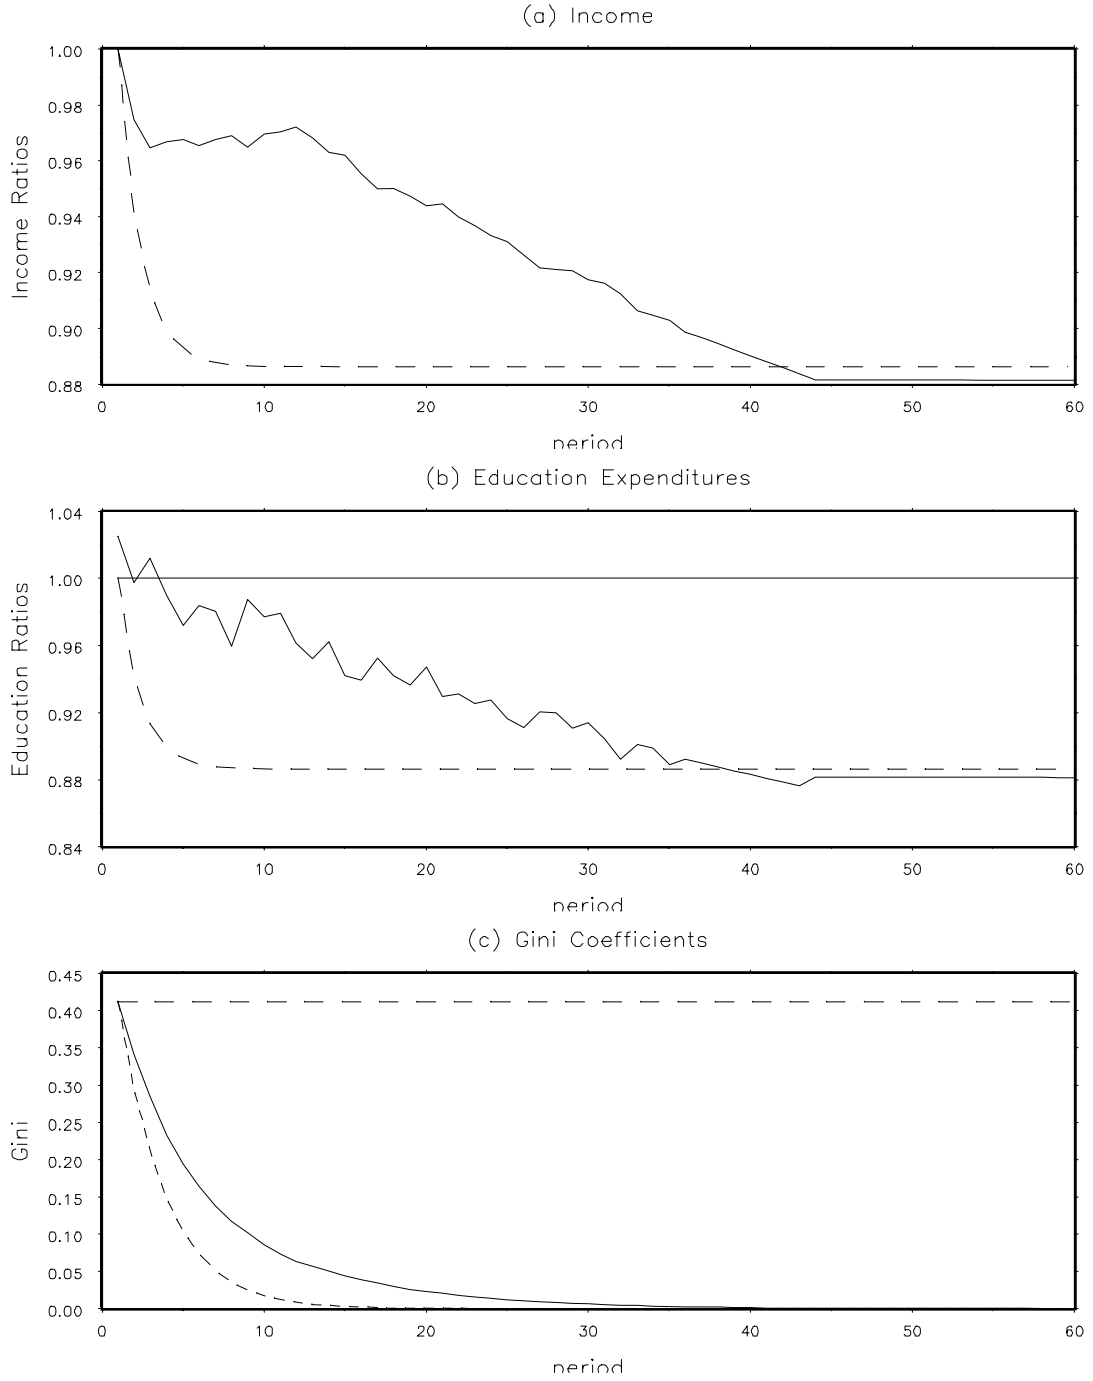 (a) Income
1.00
0.98
0.96
0.94
0.92
0.90
0.88
Income Ratios
0 10 20 30 40 50 60
period
(b) Education Expenditures
1.04
1.00
0.96
0.92
0.88
0.84
Education Ratios
0 10 20 30 40 50 60
period
(c) Gini Coefficients
0.45
0.40
0.35
0.30
0.25
0.20
0.15
0.10
0.05
0.00
Gini
0 10 20 30 40 50 60
period